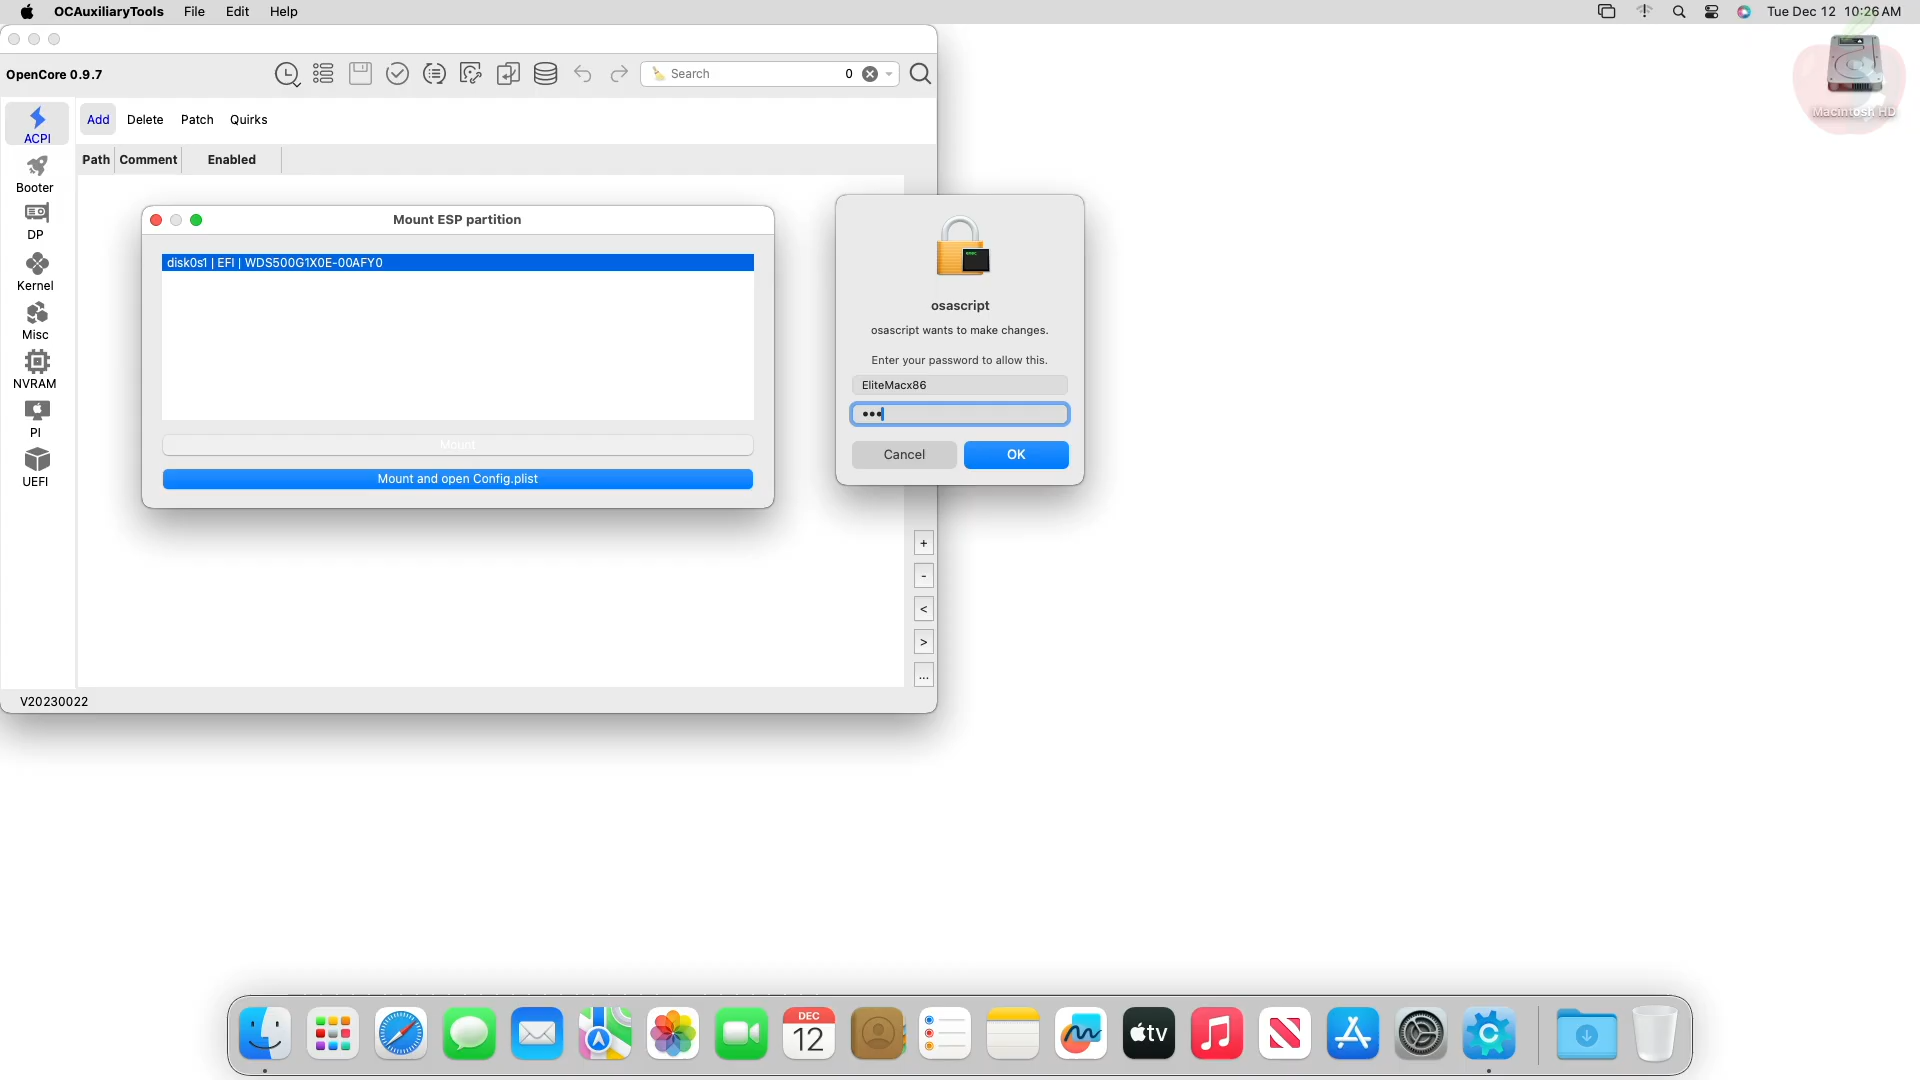 OCAuxiliaryTools File Edit Help
Tue Dec 12 10:26 AM
OpenCore 0.9.7
Search 0
Macintosh HD
ACPI
Booter
DP
Kernel
Misc
NVRAM
PI
UEFI
Add Delete Patch Quirks
Path Comment Enabled
Mount ESP partition
disk0s1 | EFI | WDS500G1X0E-00AFY0
Mount
Mount and open Config.plist
exec
osascript
osascript wants to make changes.
Enter your password to allow this.
EliteMacx86
•••
Cancel OK
+
-
<
>
...
V20230022
DEC
12
tv